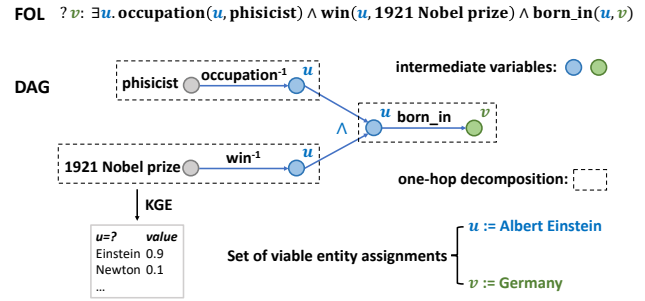 FOL ? v: ∃u. occupation(u, phisicist) ∧ win(u, 1921 Nobel prize) ∧ born_in(u, v)
DAG
phisicist
occupation⁻¹
u
intermediate variables:
∧
u
born_in
v
1921 Nobel prize
win⁻¹
u
one-hop decomposition:
KGE
u=? value
Einstein 0.9
Newton 0.1
...
Set of viable entity assignments
u := Albert Einstein
v := Germany